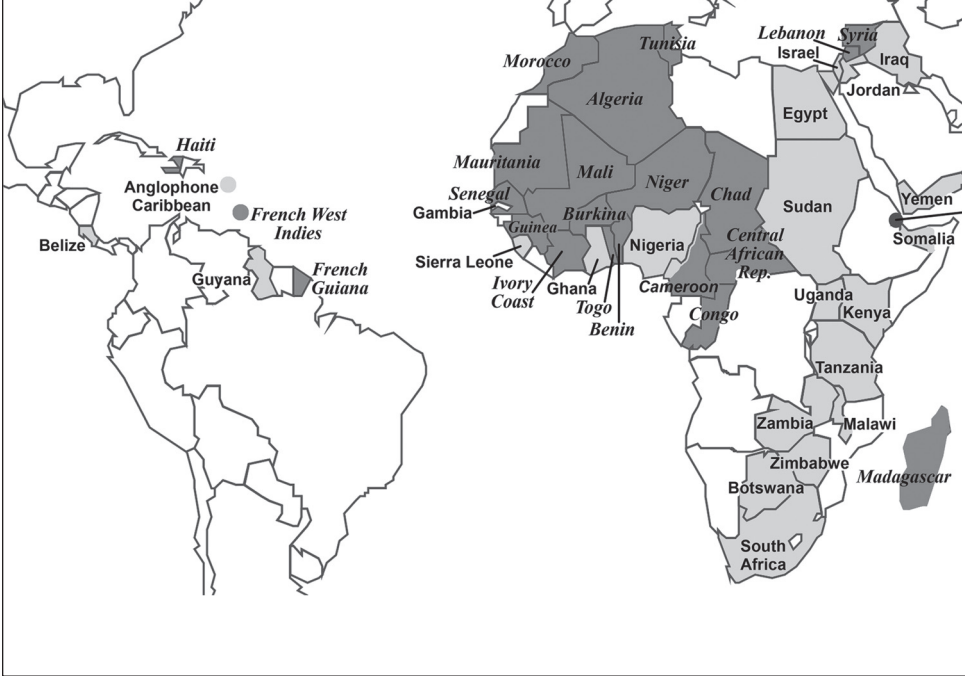 Haiti
Anglophone
Caribbean
French West
Indies
Belize
Guyana
French
Guiana
Morocco
Tunisia
Algeria
Lebanon
Syria
Israel
Iraq
Jordan
Egypt
Mauritania
Mali
Niger
Chad
Sudan
Yemen
Senegal
Gambia
Guinea
Burkina
Nigeria
Central
African
Rep.
Somalia
Sierra Leone
Ivory
Coast
Ghana
Togo
Benin
Cameroon
Congo
Uganda
Kenya
Tanzania
Zambia
Malawi
Zimbabwe
Botswana
Madagascar
South
Africa